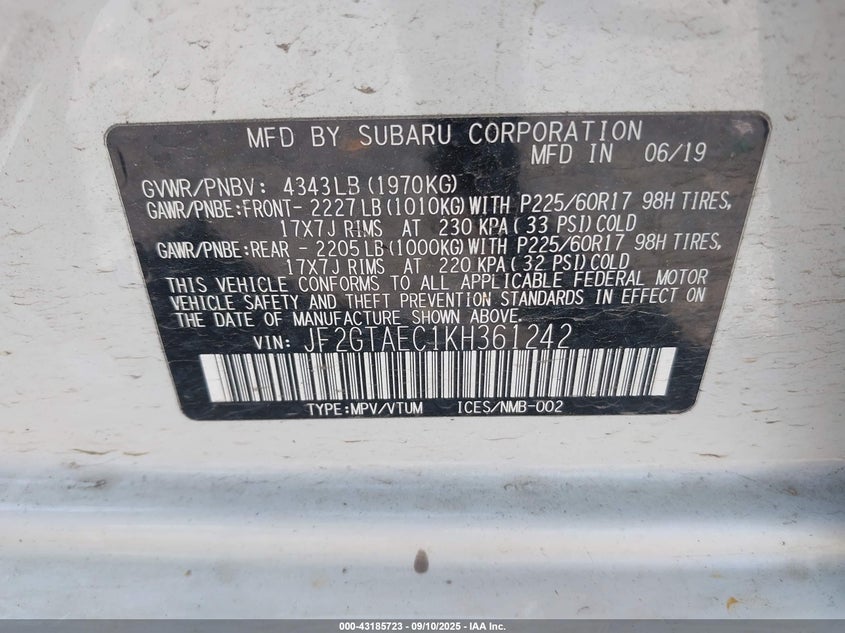 MFD BY SUBARU CORPORATION
MFD IN 06/19
GVWR/PNBV: 4343LB (1970KG)
GAWR/PNBE:FRONT- 2227LB (1010KG) WITH P225/60R17 98H TIRES,
17X7J RIMS AT 230 KPA( 33 PSI) COLD
GAWR/PNBE:REAR - 2205LB (1000KG) WITH P225/60R17 98H TIRES,
17X7J RIMS AT 220 KPA( 32 PSI) COLD
THIS VEHICLE CONFORMS TO ALL APPLICABLE FEDERAL MOTOR
VEHICLE SAFETY AND THEFT PREVENTION STANDARDS IN EFFECT ON
THE DATE OF MANUFACTURE SHOWN ABOVE.
VIN: JF2GTAEC1KH361242
TYPE:MPV/VTUM ICES/NMB-002
000-43185723 - 09/10/2025 - IAA Inc.